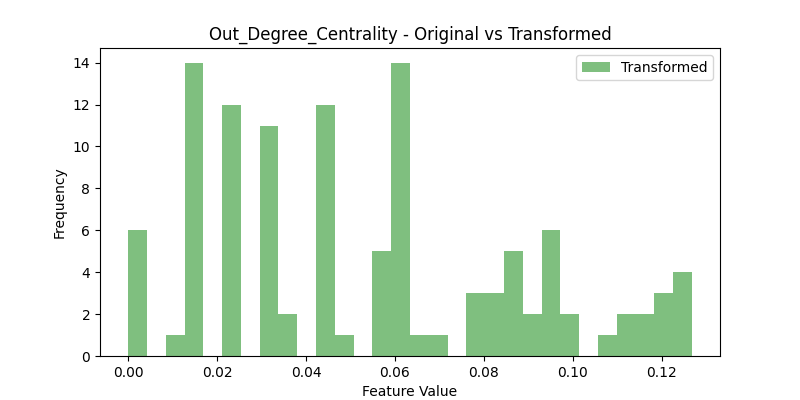 Out_Degree_Centrality - Original vs Transformed
Transformed
Frequency
14
12
10
8
6
4
2
0
0.00 0.02 0.04 0.06 0.08 0.10 0.12
Feature Value